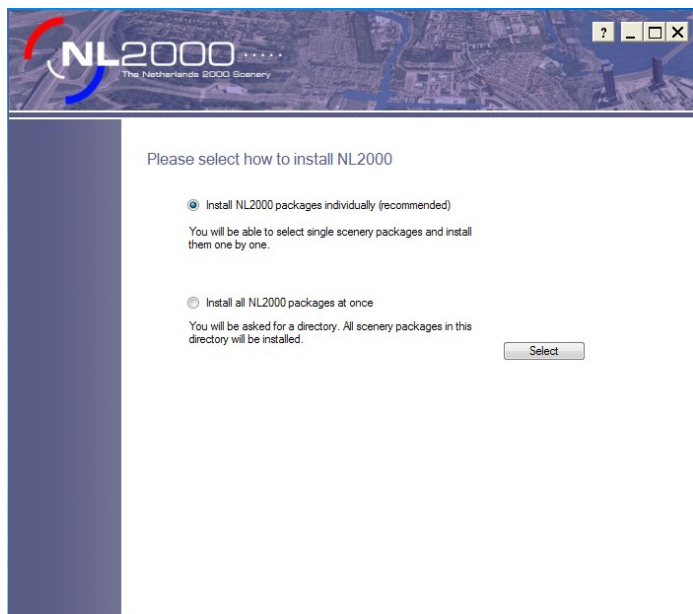 NL2000
The Netherlands 2000 Scenery
?
Please select how to install NL2000
Install NL2000 packages individually (recommended)
You will be able to select single scenery packages and install
them one by one.
Install all NL2000 packages at once
You will be asked for a directory. All scenery packages in this
directory will be installed.
Select